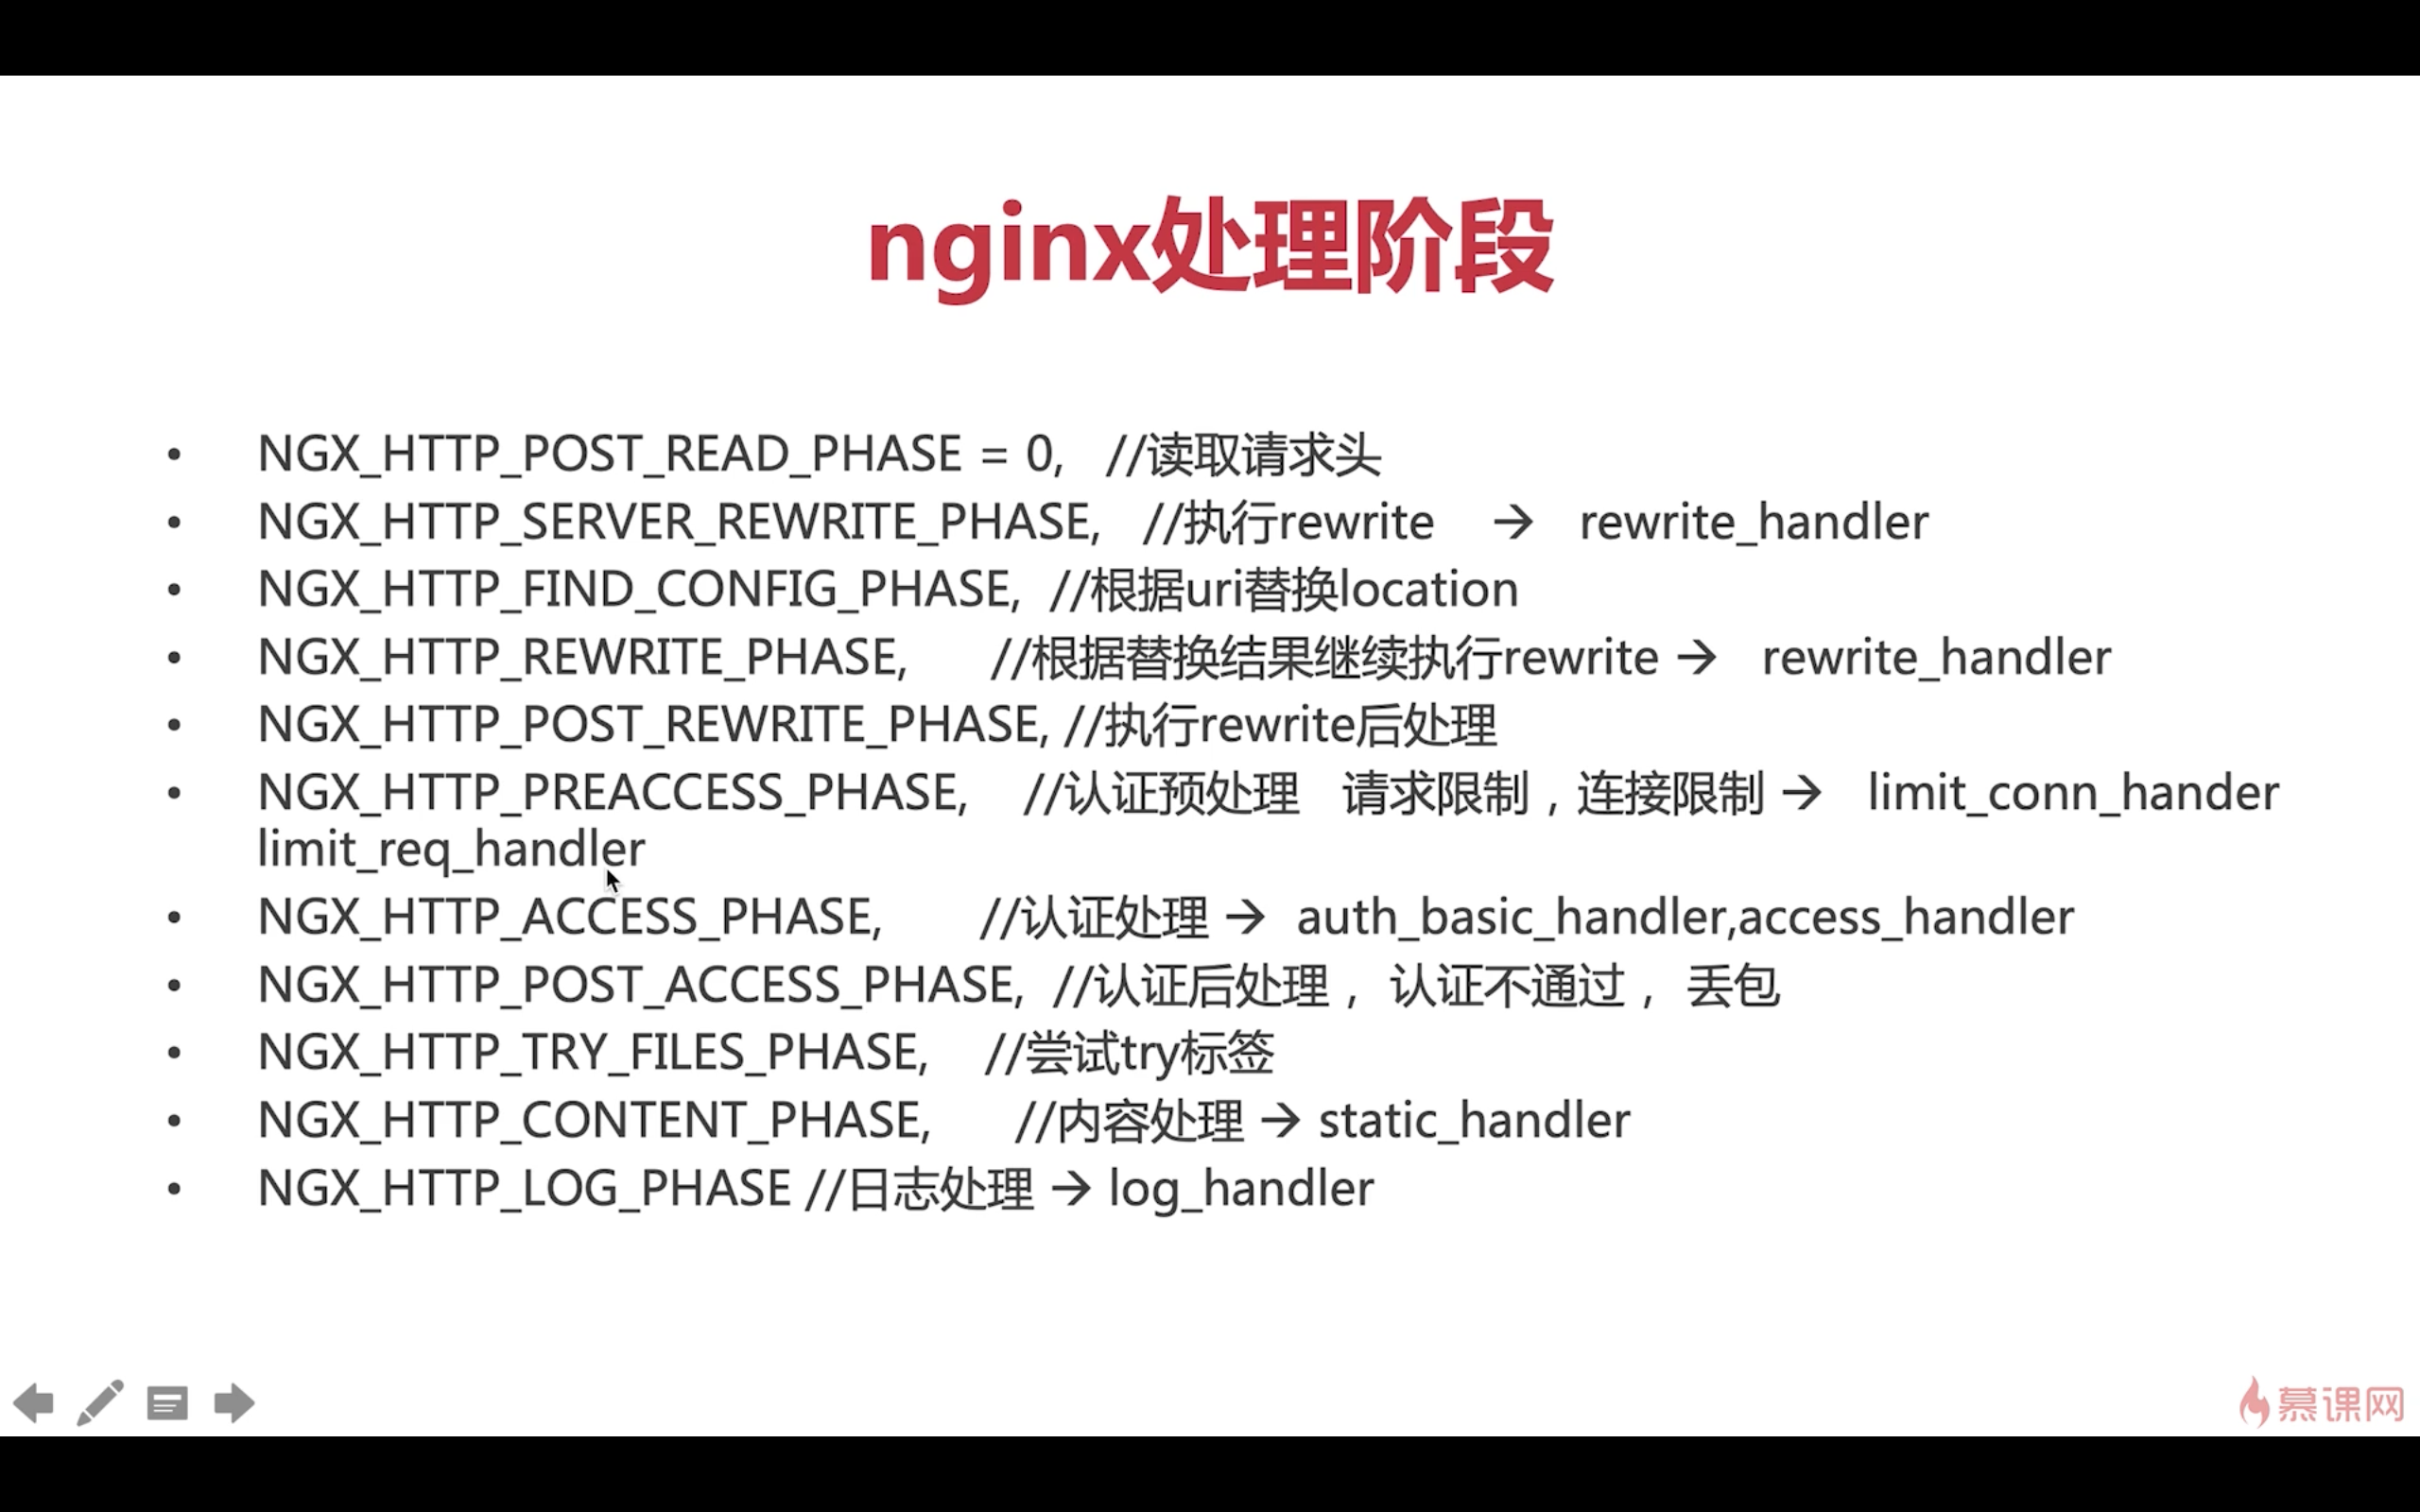 nginx处理阶段
• NGX_HTTP_POST_READ_PHASE = 0, //读取请求头
• NGX_HTTP_SERVER_REWRITE_PHASE, //执行rewrite → rewrite_handler
• NGX_HTTP_FIND_CONFIG_PHASE, //根据uri替换location
• NGX_HTTP_REWRITE_PHASE, //根据替换结果继续执行rewrite → rewrite_handler
• NGX_HTTP_POST_REWRITE_PHASE, //执行rewrite后处理
• NGX_HTTP_PREACCESS_PHASE, //认证预处理 请求限制，连接限制 → limit_conn_hander
limit_req_handler
• NGX_HTTP_ACCESS_PHASE, //认证处理 → auth_basic_handler,access_handler
• NGX_HTTP_POST_ACCESS_PHASE, //认证后处理， 认证不通过， 丢包
• NGX_HTTP_TRY_FILES_PHASE, //尝试try标签
• NGX_HTTP_CONTENT_PHASE, //内容处理 → static_handler
• NGX_HTTP_LOG_PHASE //日志处理 → log_handler
慕课网